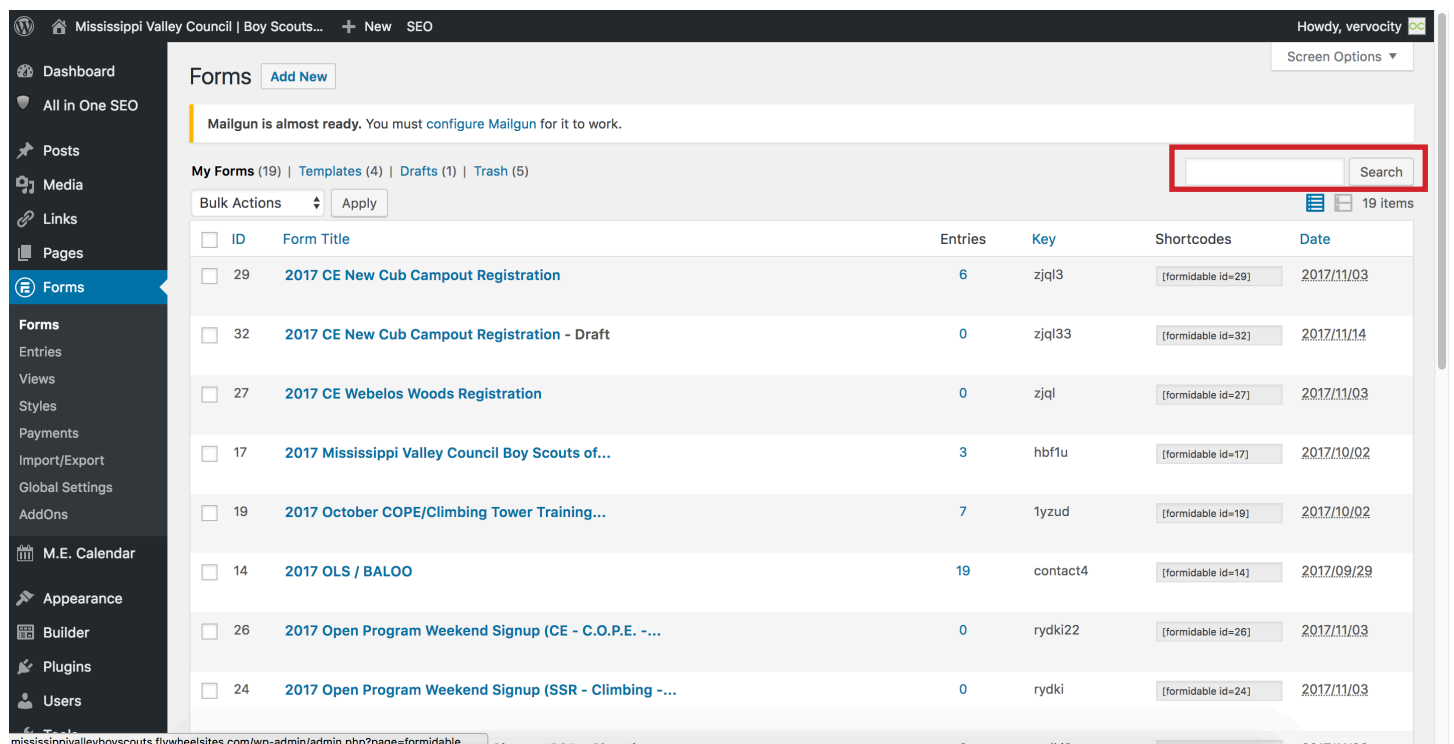 Mississippi Valley Council | Boy Scouts... + New SEO Howdy, vervocity
Screen Options ▼
Dashboard
All in One SEO
Posts
Media
Links
Pages
Forms
Forms
Entries
Views
Styles
Payments
Import/Export
Global Settings
AddOns
M.E. Calendar
Appearance
Builder
Plugins
Users
Tools
Forms Add New
Mailgun is almost ready. You must configure Mailgun for it to work.
My Forms (19) | Templates (4) | Drafts (1) | Trash (5) Search
Bulk Actions Apply 19 items
ID Form Title Entries Key Shortcodes Date
29 2017 CE New Cub Campout Registration 6 zjql3 [formidable id=29] 2017/11/03
32 2017 CE New Cub Campout Registration - Draft 0 zjql33 [formidable id=32] 2017/11/14
27 2017 CE Webelos Woods Registration 0 zjql [formidable id=27] 2017/11/03
17 2017 Mississippi Valley Council Boy Scouts of... 3 hbf1u [formidable id=17] 2017/10/02
19 2017 October COPE/Climbing Tower Training... 7 1yzud [formidable id=19] 2017/10/02
14 2017 OLS / BALOO 19 contact4 [formidable id=14] 2017/09/29
26 2017 Open Program Weekend Signup (CE - C.O.P.E. -... 0 rydki22 [formidable id=26] 2017/11/03
24 2017 Open Program Weekend Signup (SSR - Climbing -... 0 rydki [formidable id=24] 2017/11/03
mississippivalleyboyscouts.flywheelsites.com/wp-admin/admin.php?page=formidable